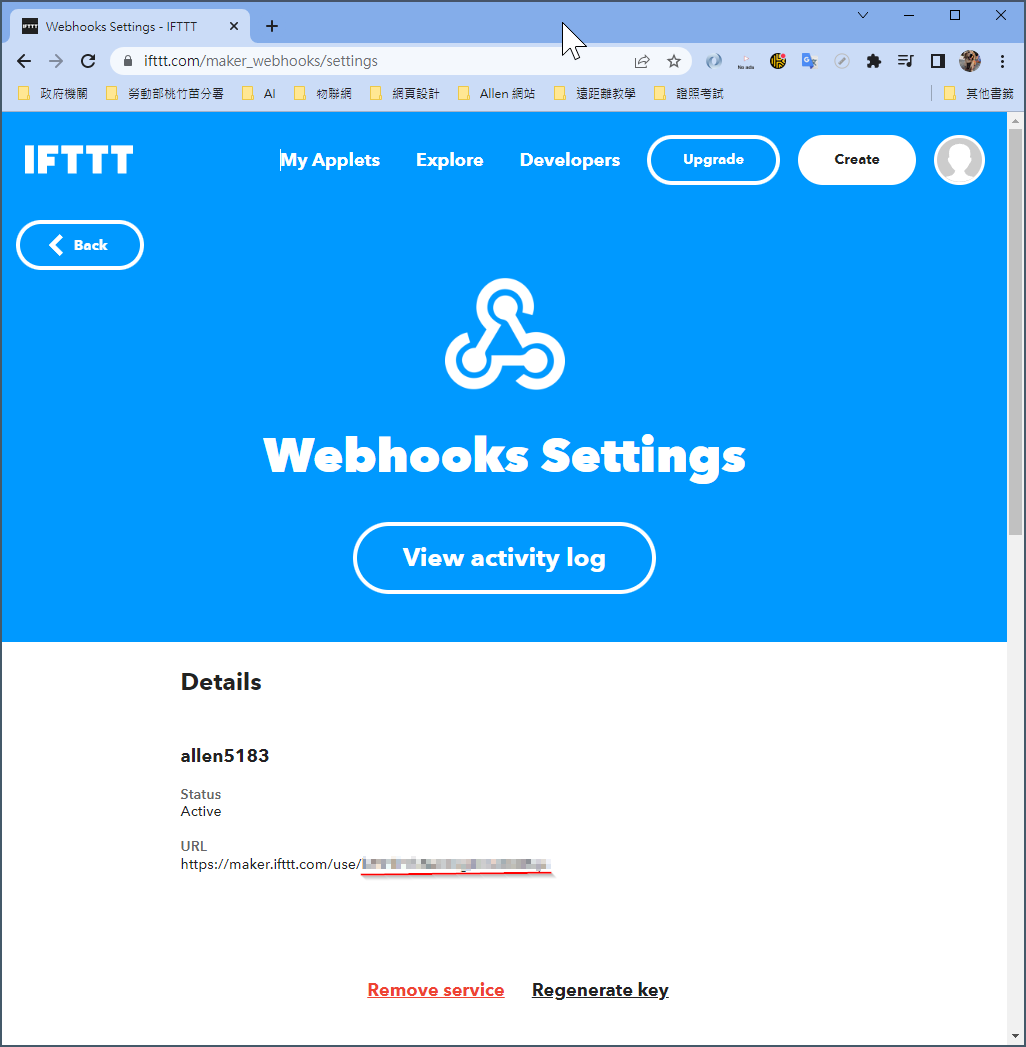 Webhooks Settings - IFTTT
ifttt.com/maker_webhooks/settings
No ads
政府機關 勞動部桃竹苗分署 AI 物聯網 網頁設計 Allen 網站 遠距離教學 證照考試 其他書籤
IFTTT My Applets Explore Developers Upgrade Create
Back
Webhooks Settings
View activity log
Details
allen5183
Status
Active
URL
https://maker.ifttt.com/use/
Remove service Regenerate key